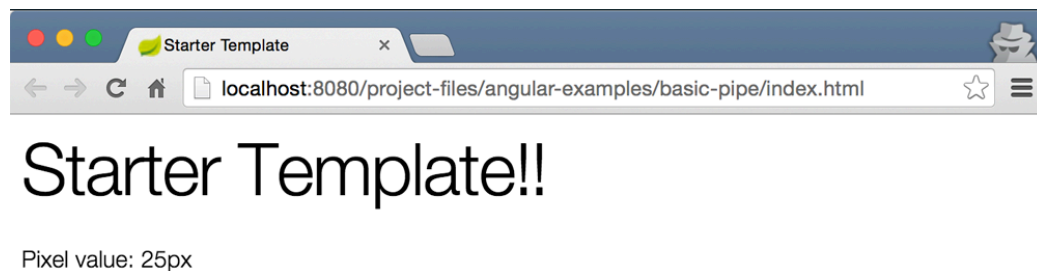 Starter Template
localhost:8080/project-files/angular-examples/basic-pipe/index.html
Starter Template!!
Pixel value: 25px